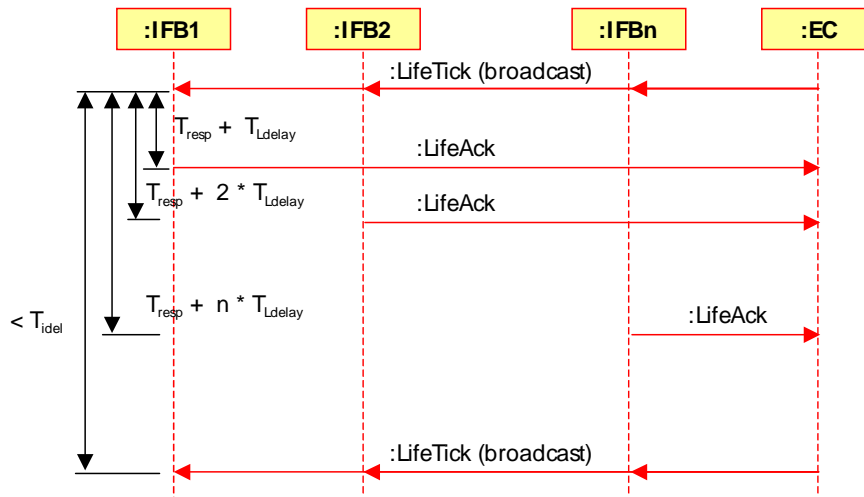 :IFB1 :IFB2 :IFBn :EC
:LifeTick (broadcast)
Tresp + TLdelay
:LifeAck
Tresp + 2 * TLdelay
:LifeAck
Tresp + n * TLdelay
< Tidel
:LifeAck
:LifeTick (broadcast)